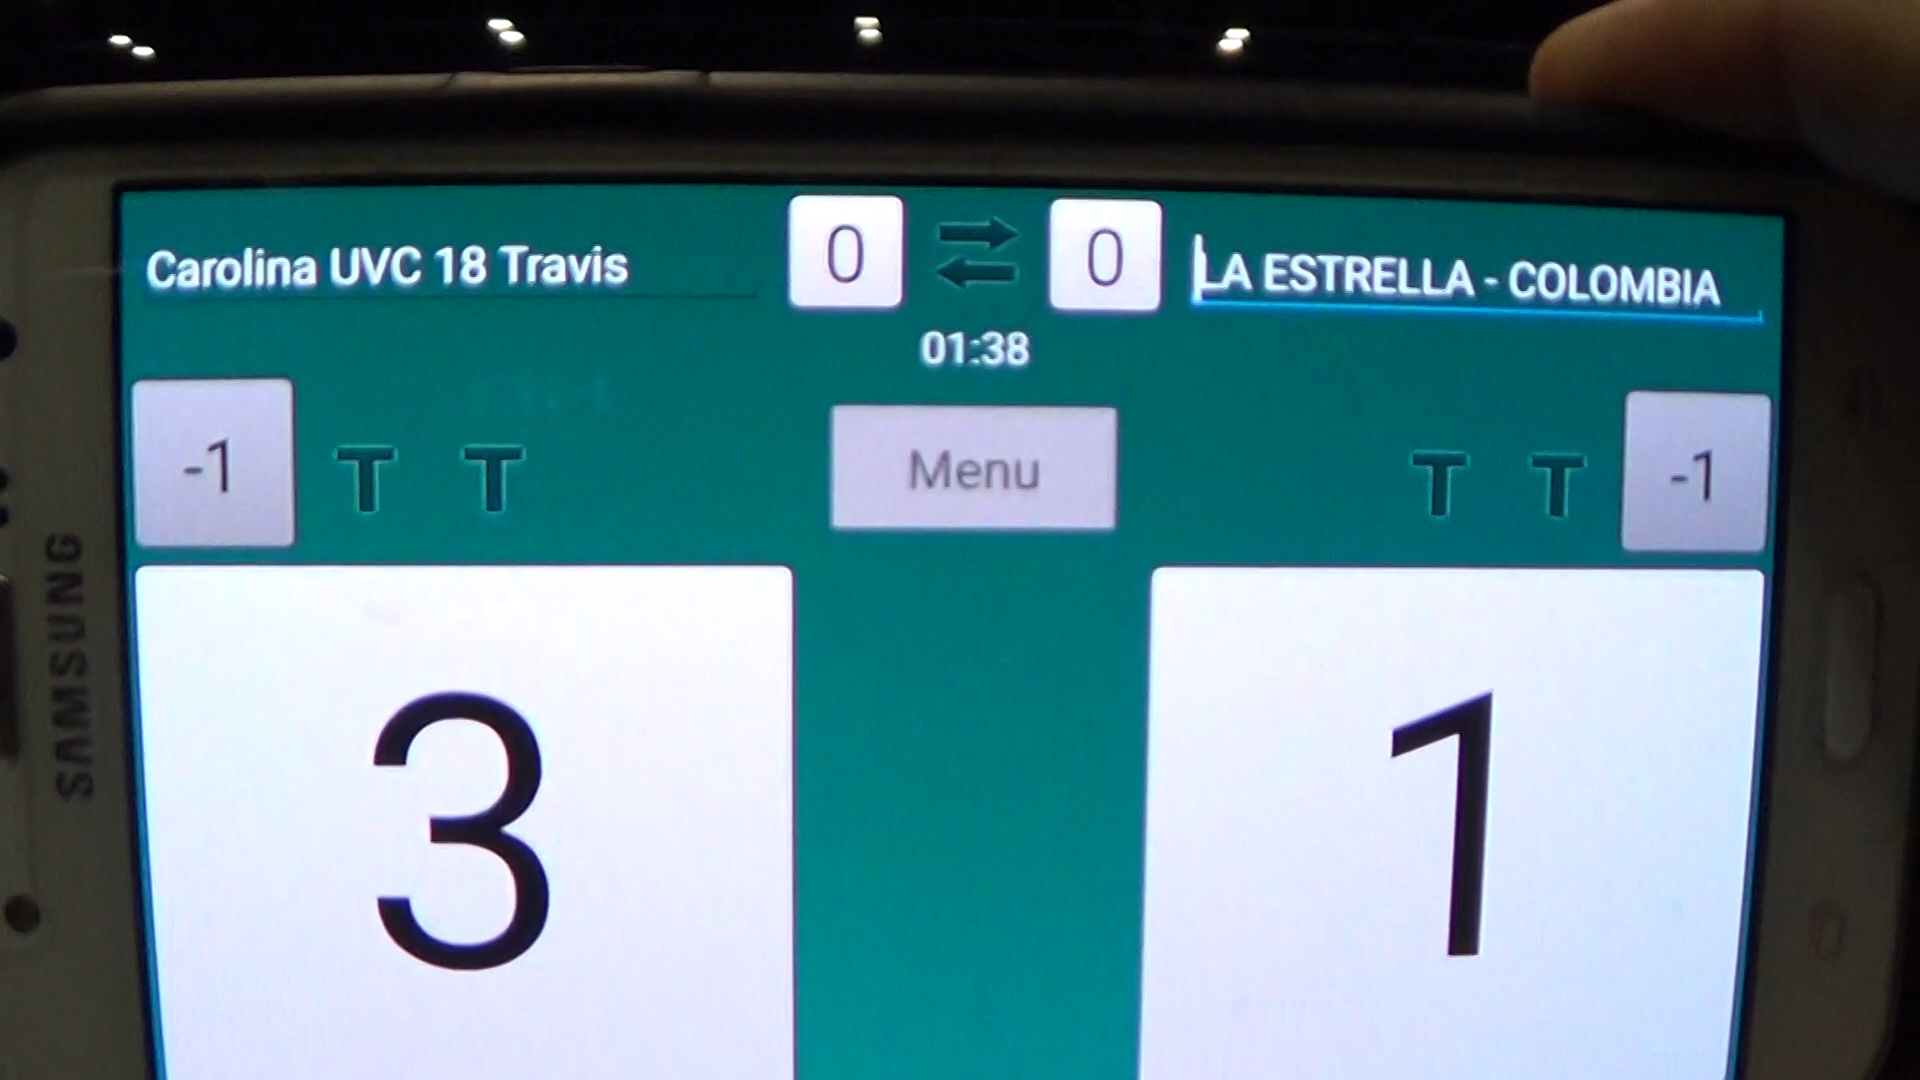 Carolina UVC 18 Travis 0 0 LA ESTRELLA - COLOMBIA
01:38
-1 T T Menu T T -1
3 1
SAMSUNG